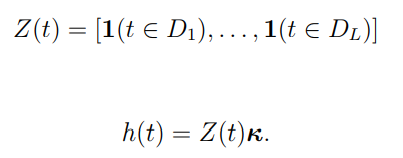 Z(t) = [𝟏(t ∈ D₁), . . . , 𝟏(t ∈ D_L)]
h(t) = Z(t)𝜿.